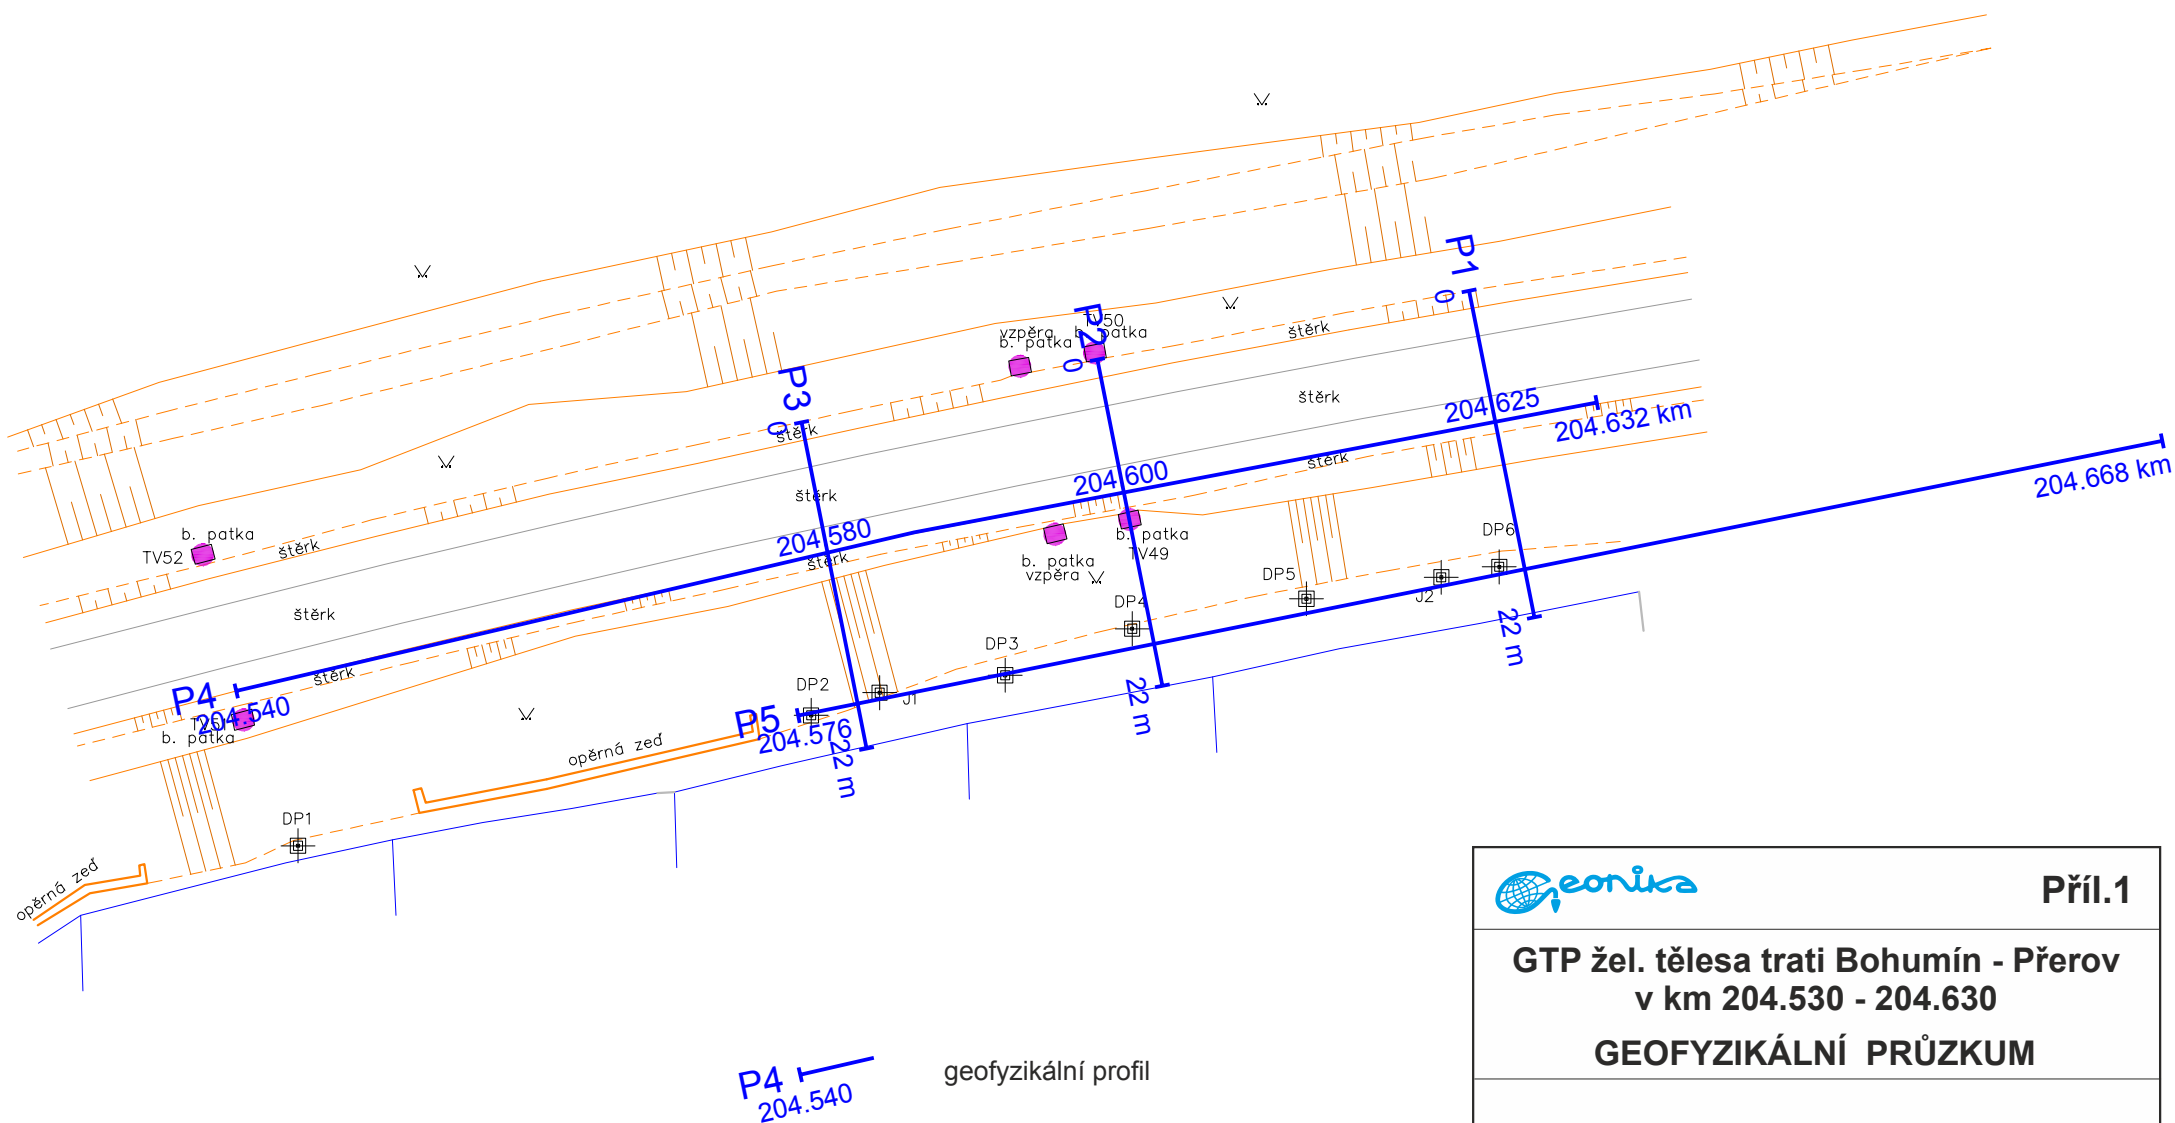 P1
0
TV50
vzpěra
b. patka
P2
b. patka
0
štěrk
P3
0
štěrk
štěrk
204.625
204.632 km
štěrk
204.668 km
204.600
štěrk
204.580
štěrk
b. patka
TV49
b. patka
vzpěra
b. patka
TV52
štěrk
štěrk
DP6
DP5
J2
DP4
22 m
DP3
22 m
štěrk
P4
204.540
TV51
b. patka
DP2
J1
P5
204.576
22 m
opěrná zeď
DP1
opěrná zeď
geonika
Příl.1
GTP žel. tělesa trati Bohumín - Přerov
v km 204.530 - 204.630
GEOFYZIKÁLNÍ PRŮZKUM
P4
204.540
geofyzikální profil